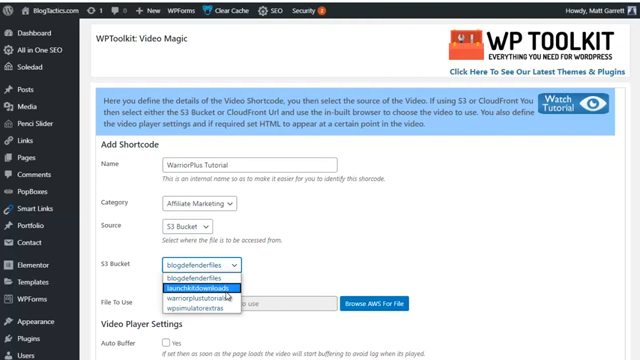 BlogTactics.com
1
New
WPForms
Clear Cache
SEO
Security 2
Howdy, Matt Garrett
Dashboard
All in One SEO
Soledad
Posts
Media
Penci Slider
Links
Pages
Comments
PopBoxes
Smart Links
Portfolio
Contact
Elementor
Templates
WPForms
Appearance
Plugins
WPToolkit: Video Magic
WP TOOLKIT
EVERYTHING YOU NEED FOR WORDPRESS
Click Here To See Our Latest Themes & Plugins
Here you define the details of the Video Shortcode, you then select the source of the Video. If using S3 or CloudFront You
then select either the S3 Bucket or CloudFront Url and use the in-built browser to choose the video to use. You also define
the video player settings and if required set HTML to appear at a certain point in the video.
Watch
Tutorial
Add Shortcode
Name
WarriorPlus Tutorial
This is an internal name so as to make it easier for you to identify this shorcode.
Category
Affiliate Marketing
Source
S3 Bucket
Select where the file is to be accessed from.
S3 Bucket
blogdefenderfiles
blogdefenderfiles
launchkitdownloads
warriorplustutorials
wpsimulatorextras
File To Use
to use
Browse AWS For File
Video Player Settings
Auto Buffer
Yes
If set then as soon as the page loads the video will start buffering to avoid lag when its played.